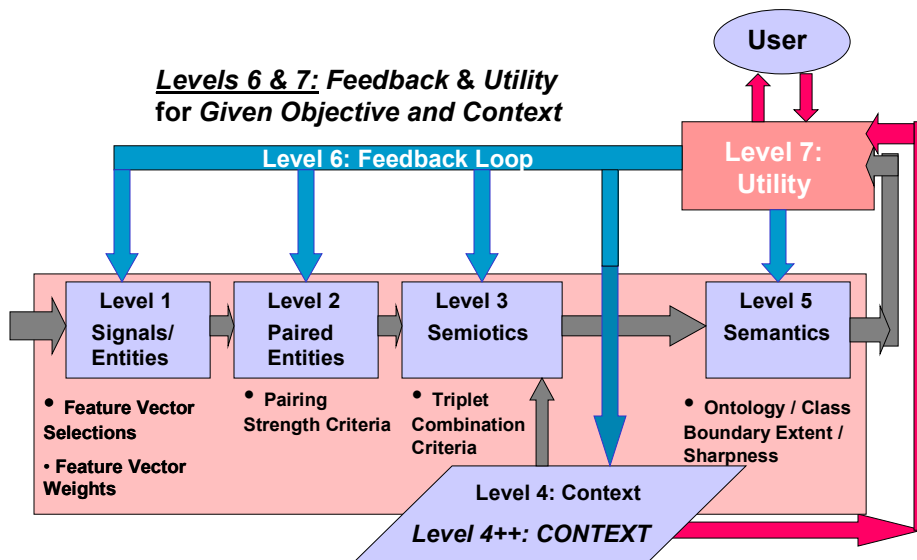 User
Levels 6 & 7: Feedback & Utility
for Given Objective and Context
Level 6: Feedback Loop
Level 7:
Utility
Level 1
Signals/
Entities
Level 2
Paired
Entities
Level 3
Semiotics
Level 5
Semantics
• Feature Vector
Selections
• Feature Vector
Weights
• Pairing
Strength Criteria
• Triplet
Combination
Criteria
• Ontology / Class
Boundary Extent /
Sharpness
Level 4: Context
Level 4++: CONTEXT